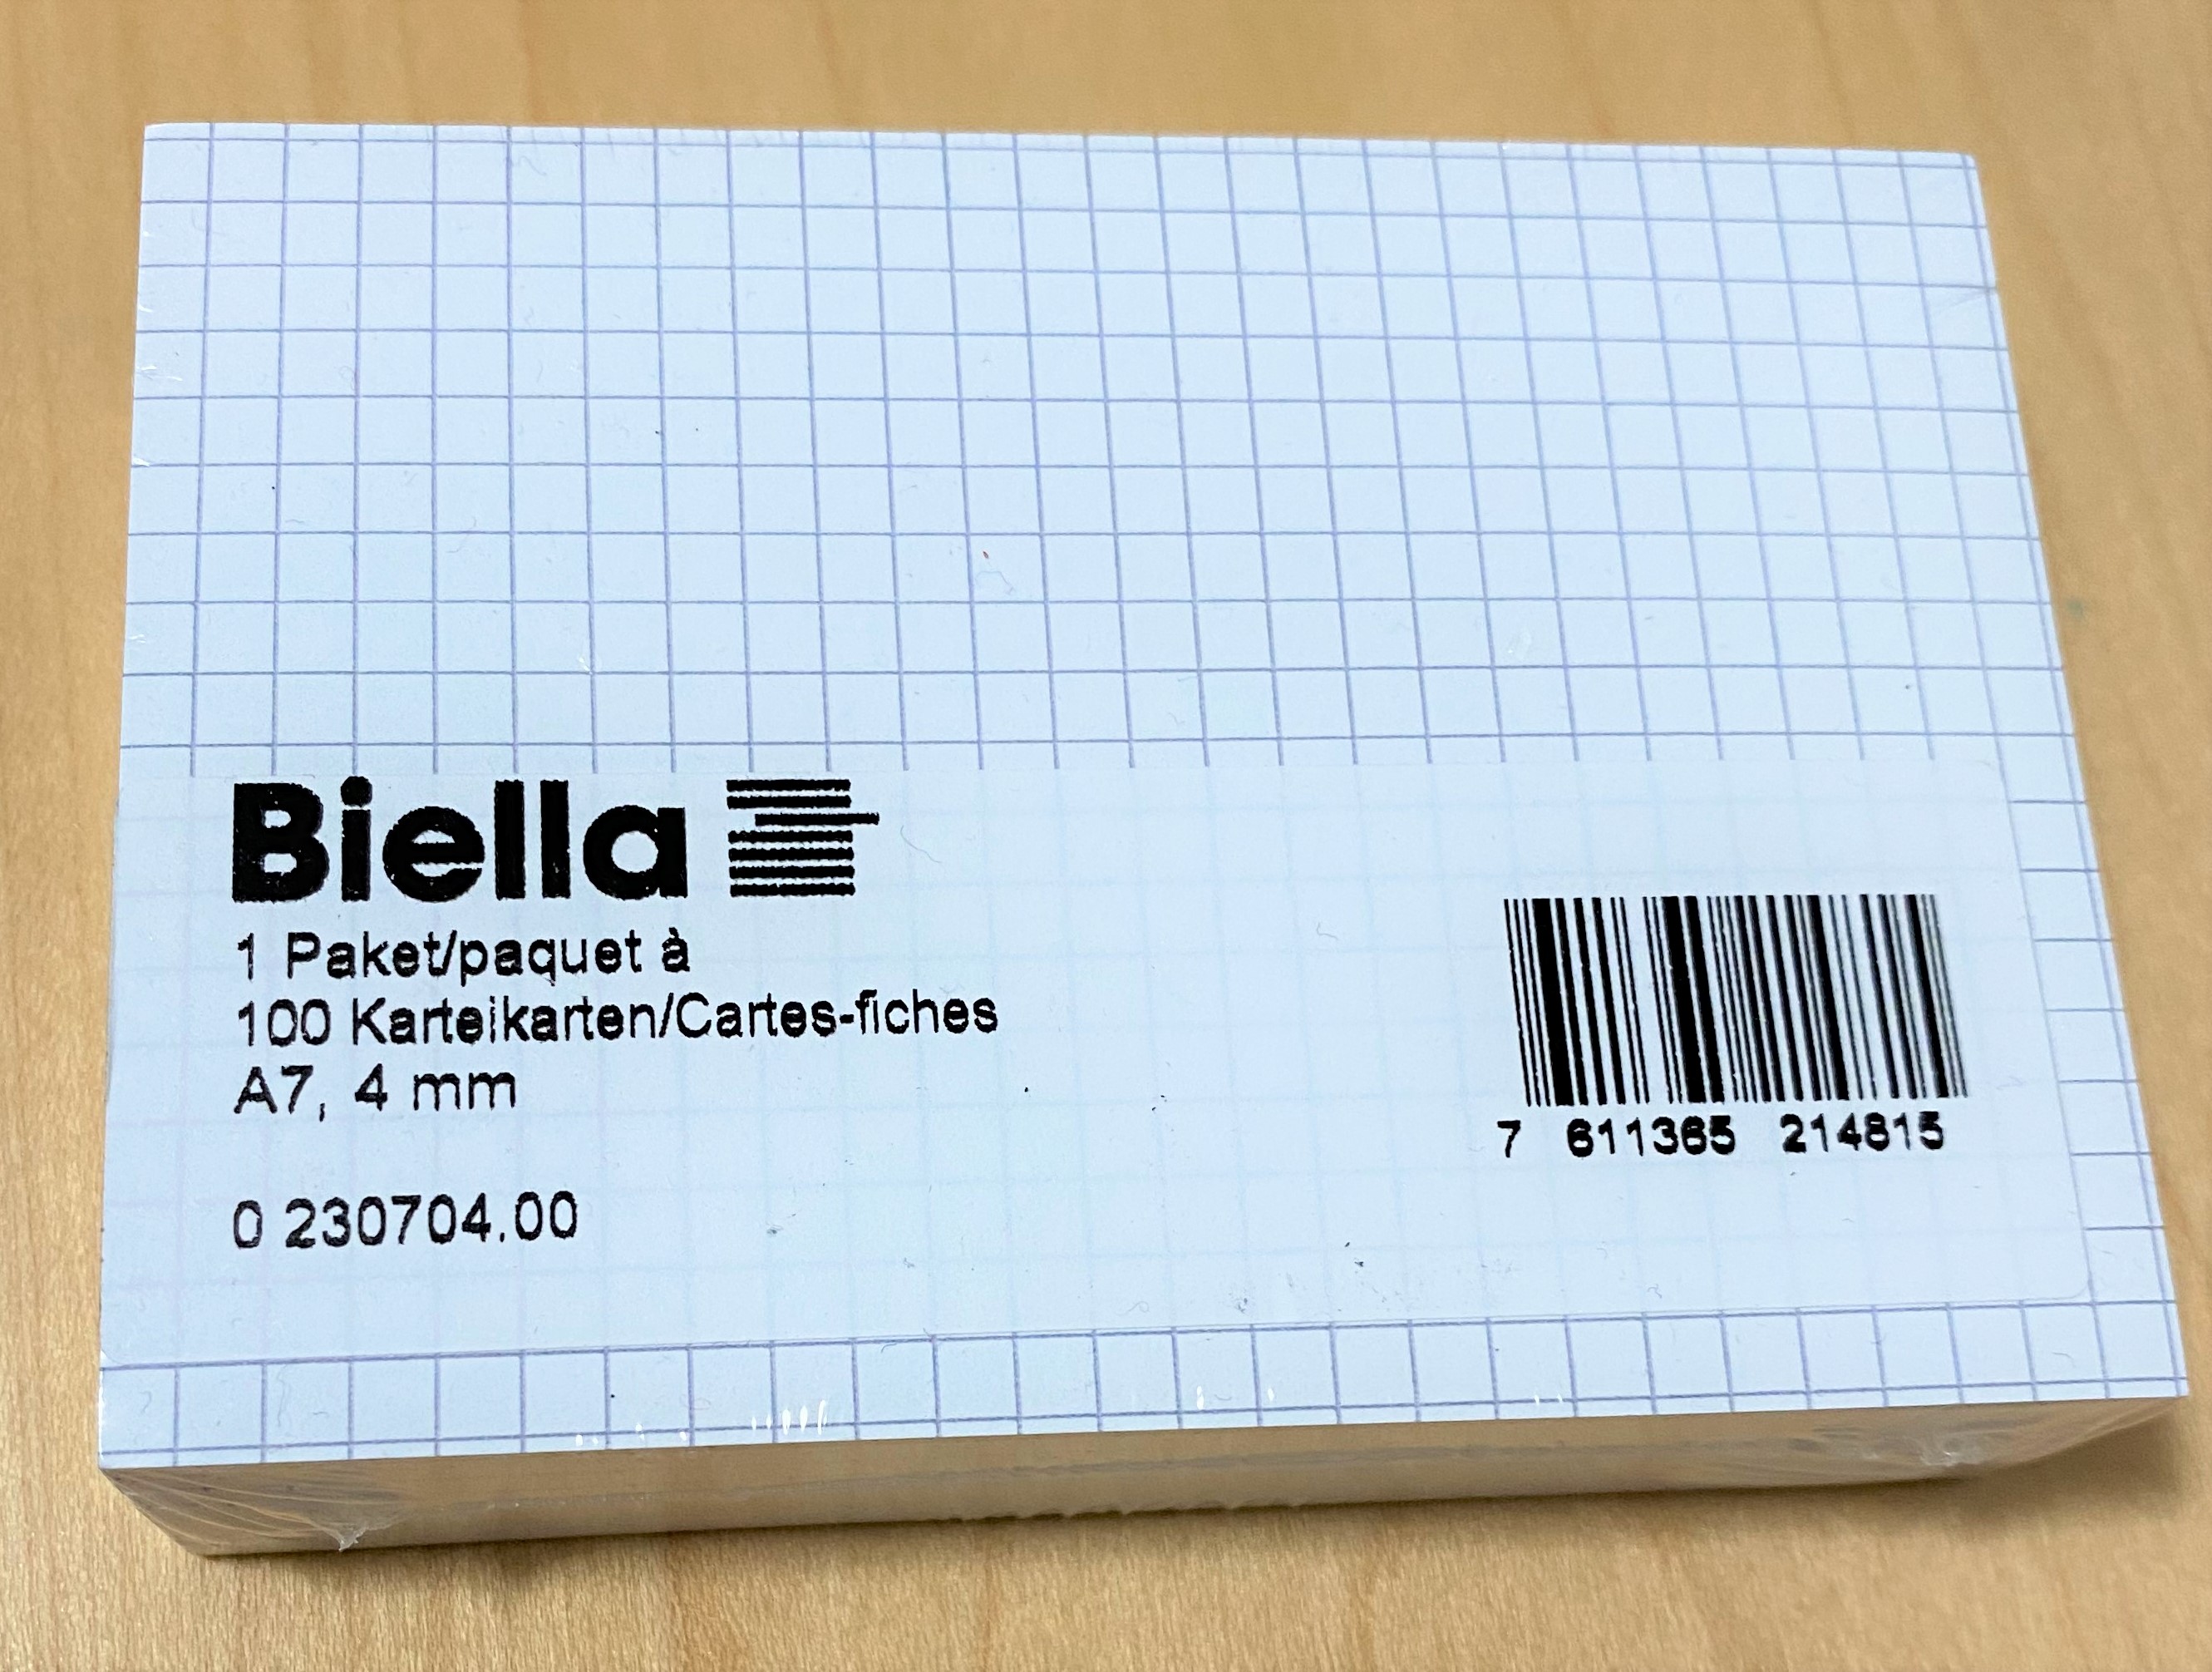 Biella
1 Paket/paquet à
100 Karteikarten/Cartes-fiches
A7, 4 mm
0 230704.00
7 611365 214815